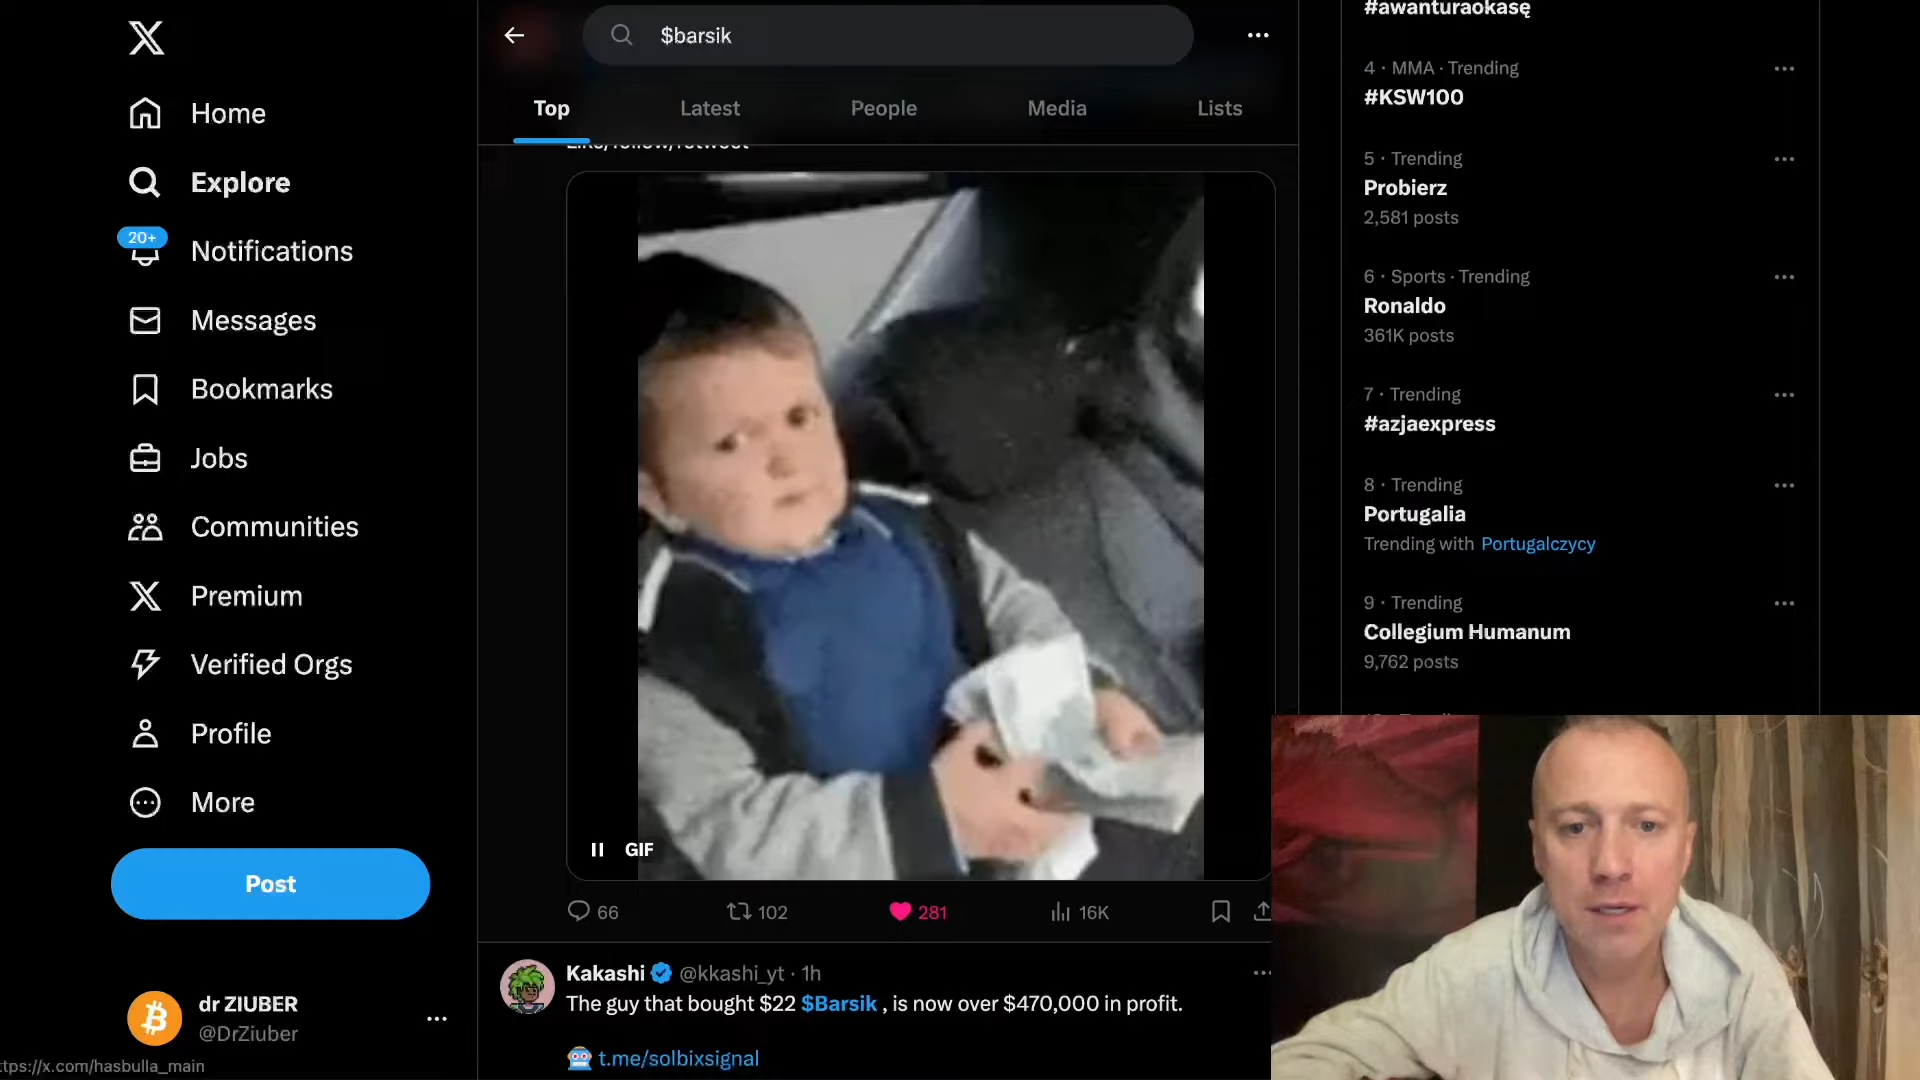 Home
Explore
20+
Notifications
Messages
Bookmarks
Jobs
Communities
Premium
Verified Orgs
Profile
More
Post
dr ZIUBER
@DrZiuber
ttps://x.com/hasbulla_main
$barsik
Top
Latest
People
Media
Lists
Like/follow/retweet
GIF
66
102
281
16K
Kakashi @kkashi_yt · 1h
The guy that bought $22 $Barsik , is now over $470,000 in profit.
t.me/solbixsignal
#awanturaokasę
4 · MMA · Trending
#KSW100
5 · Trending
Probierz
2,581 posts
6 · Sports · Trending
Ronaldo
361K posts
7 · Trending
#azjaexpress
8 · Trending
Portugalia
Trending with Portugalczycy
9 · Trending
Collegium Humanum
9,762 posts